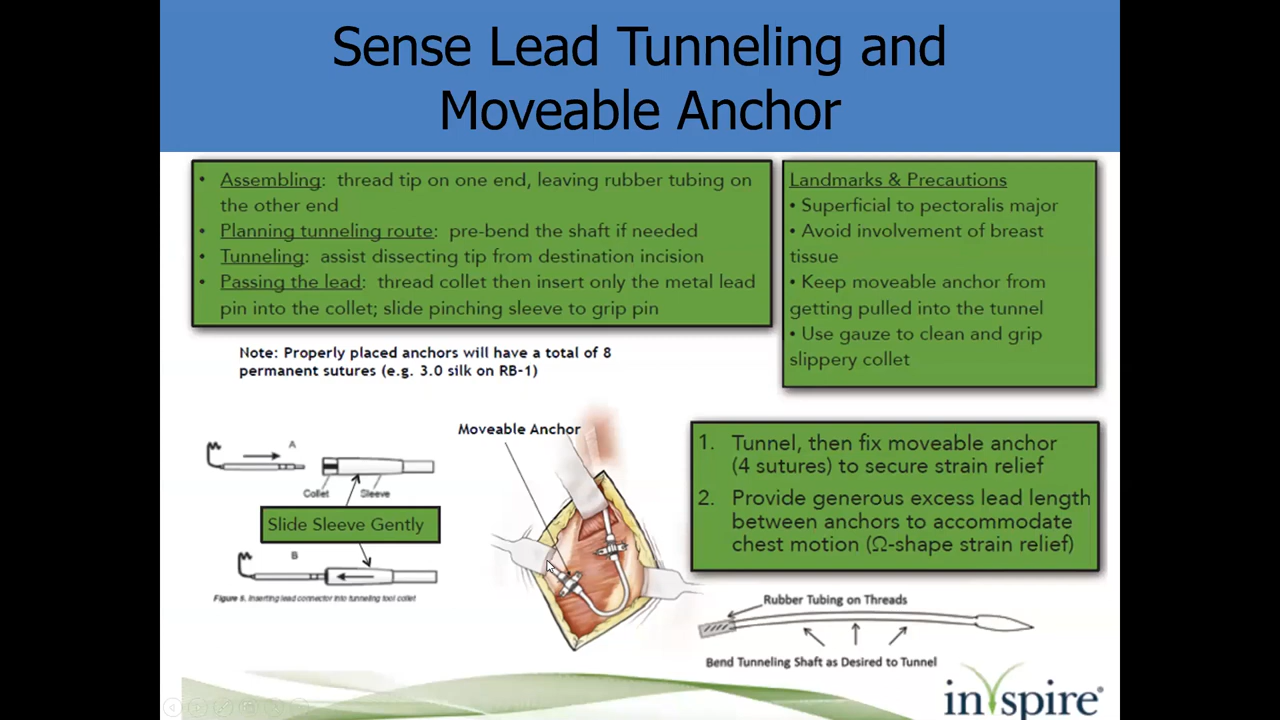 Sense Lead Tunneling and
Moveable Anchor
• Assembling: thread tip on one end, leaving rubber tubing on
the other end
• Planning tunneling route: pre-bend the shaft if needed
• Tunneling: assist dissecting tip from destination incision
• Passing the lead: thread collet then insert only the metal lead
pin into the collet; slide pinching sleeve to grip pin
Landmarks & Precautions
• Superficial to pectoralis major
• Avoid involvement of breast
tissue
• Keep moveable anchor from
getting pulled into the tunnel
• Use gauze to clean and grip
slippery collet
Note: Properly placed anchors will have a total of 8
permanent sutures (e.g. 3.0 silk on RB-1)
Moveable Anchor
A
Collet
Sleeve
Slide Sleeve Gently
B
Figure 5. Inserting lead connector into tunneling tool collet
1. Tunnel, then fix moveable anchor
(4 sutures) to secure strain relief
2. Provide generous excess lead length
between anchors to accommodate
chest motion (Ω-shape strain relief)
Rubber Tubing on Threads
Bend Tunneling Shaft as Desired to Tunnel
inspire®